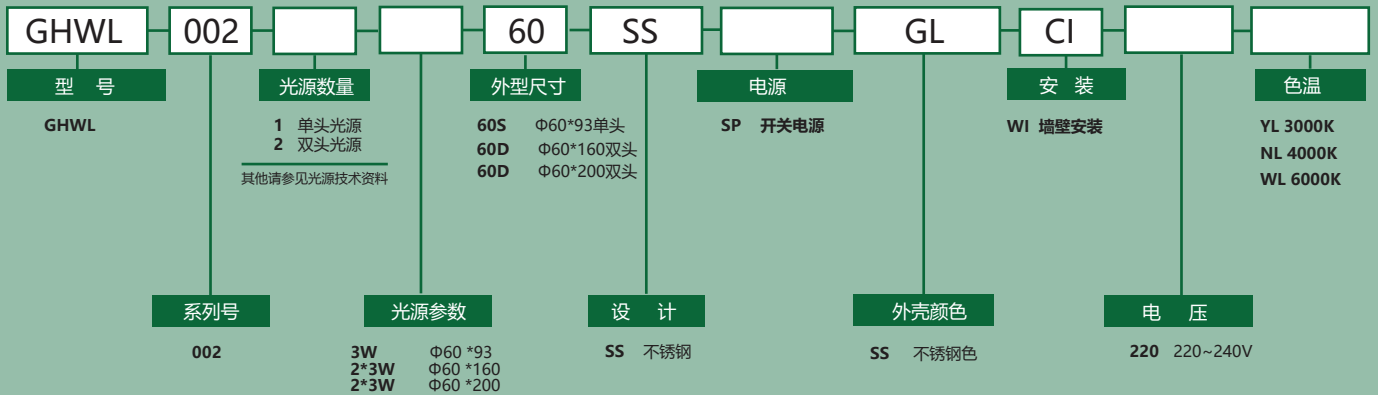 GHWL 002 60 SS GL CI
型 号 光源数量 外型尺寸 电源 安 装 色温
GHWL
1 单头光源
2 双头光源
其他请参见光源技术资料
60S Φ60*93单头
60D Φ60*160双头
60D Φ60*200双头
SP 开关电源
WI 墙壁安装
YL 3000K
NL 4000K
WL 6000K
系列号 光源参数 设 计 外壳颜色 电 压
002
3W Φ60 *93
2*3W Φ60 *160
2*3W Φ60 *200
SS 不锈钢
SS 不锈钢色
220 220~240V